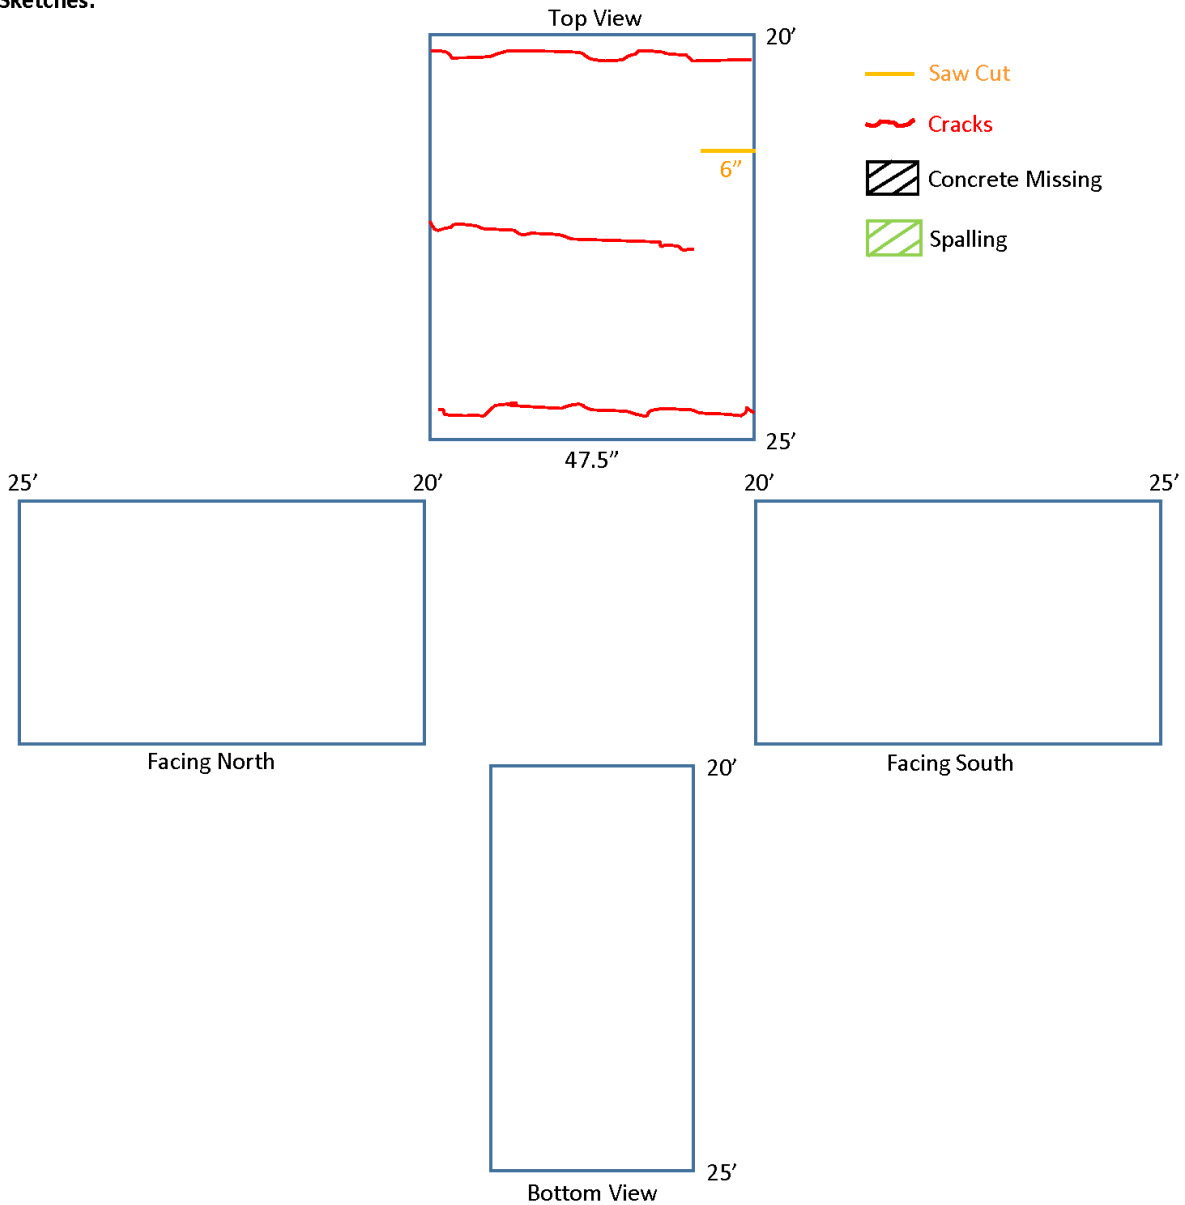 Sketches:
Top View
20’
Saw Cut
Cracks
6”
Concrete Missing
Spalling
25’
47.5”
25’
20’
20’
25’
Facing North
Facing South
20’
25’
Bottom View